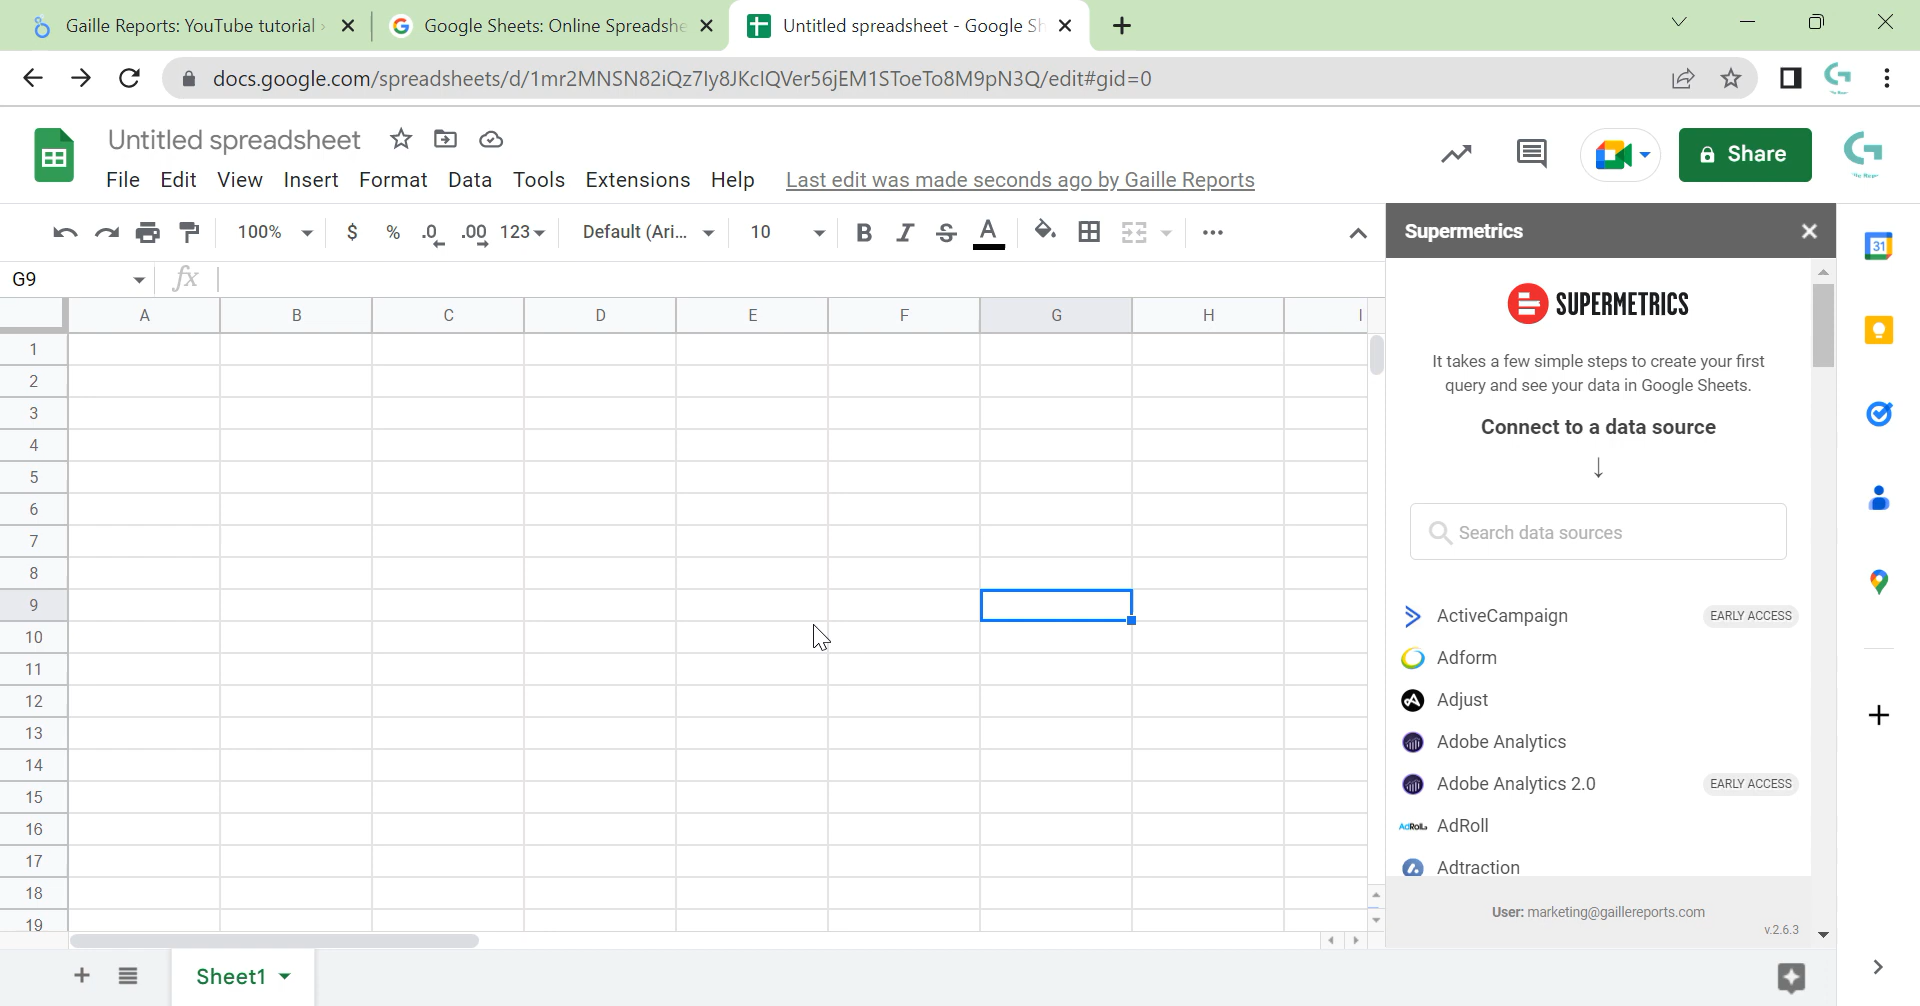 Gaille Reports: YouTube tutorial
Google Sheets: Online Spreadshe
Untitled spreadsheet - Google Sh
docs.google.com/spreadsheets/d/1mr2MNSN82iQz7Iy8JKcIQVer56jEM1SToeTo8M9pN3Q/edit#gid=0
Untitled spreadsheet
File Edit View Insert Format Data Tools Extensions Help Last edit was made seconds ago by Gaille Reports
Share
100% $ % .0 .00 123 Default (Ari... 10 B I S A
G9 fx
A B C D E F G H I
1
2
3
4
5
6
7
8
9
10
11
12
13
14
15
16
17
18
19
Sheet1
Supermetrics
SUPERMETRICS
It takes a few simple steps to create your first
query and see your data in Google Sheets.
Connect to a data source
↓
Search data sources
ActiveCampaign EARLY ACCESS
Adform
Adjust
Adobe Analytics
Adobe Analytics 2.0 EARLY ACCESS
AdRoll AdRoll
Adtraction
User: marketing@gaillereports.com
v.2.6.3
31